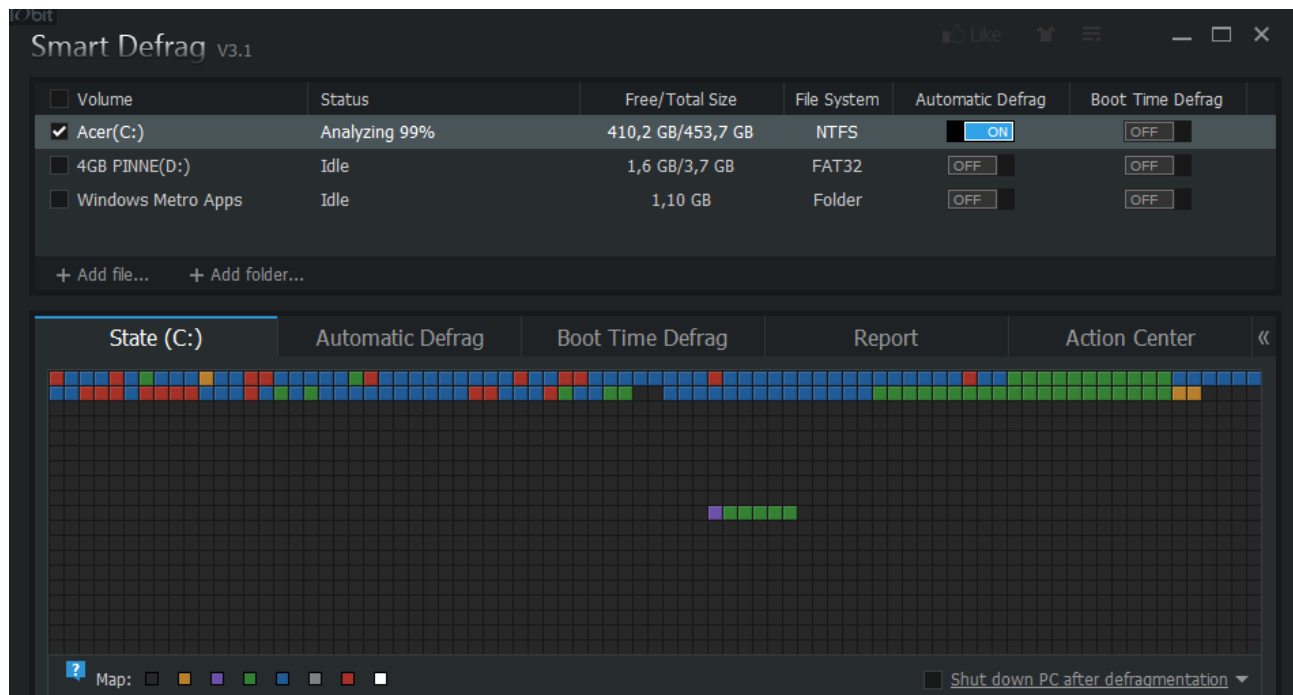 IObit
Smart Defrag V3.1
Like
Volume Status Free/Total Size File System Automatic Defrag Boot Time Defrag
Acer(C:) Analyzing 99% 410,2 GB/453,7 GB NTFS ON OFF
4GB PINNE(D:) Idle 1,6 GB/3,7 GB FAT32 OFF OFF
Windows Metro Apps Idle 1,10 GB Folder OFF OFF
+ Add file... + Add folder...
State (C:) Automatic Defrag Boot Time Defrag Report Action Center «
? Map: Shut down PC after defragmentation